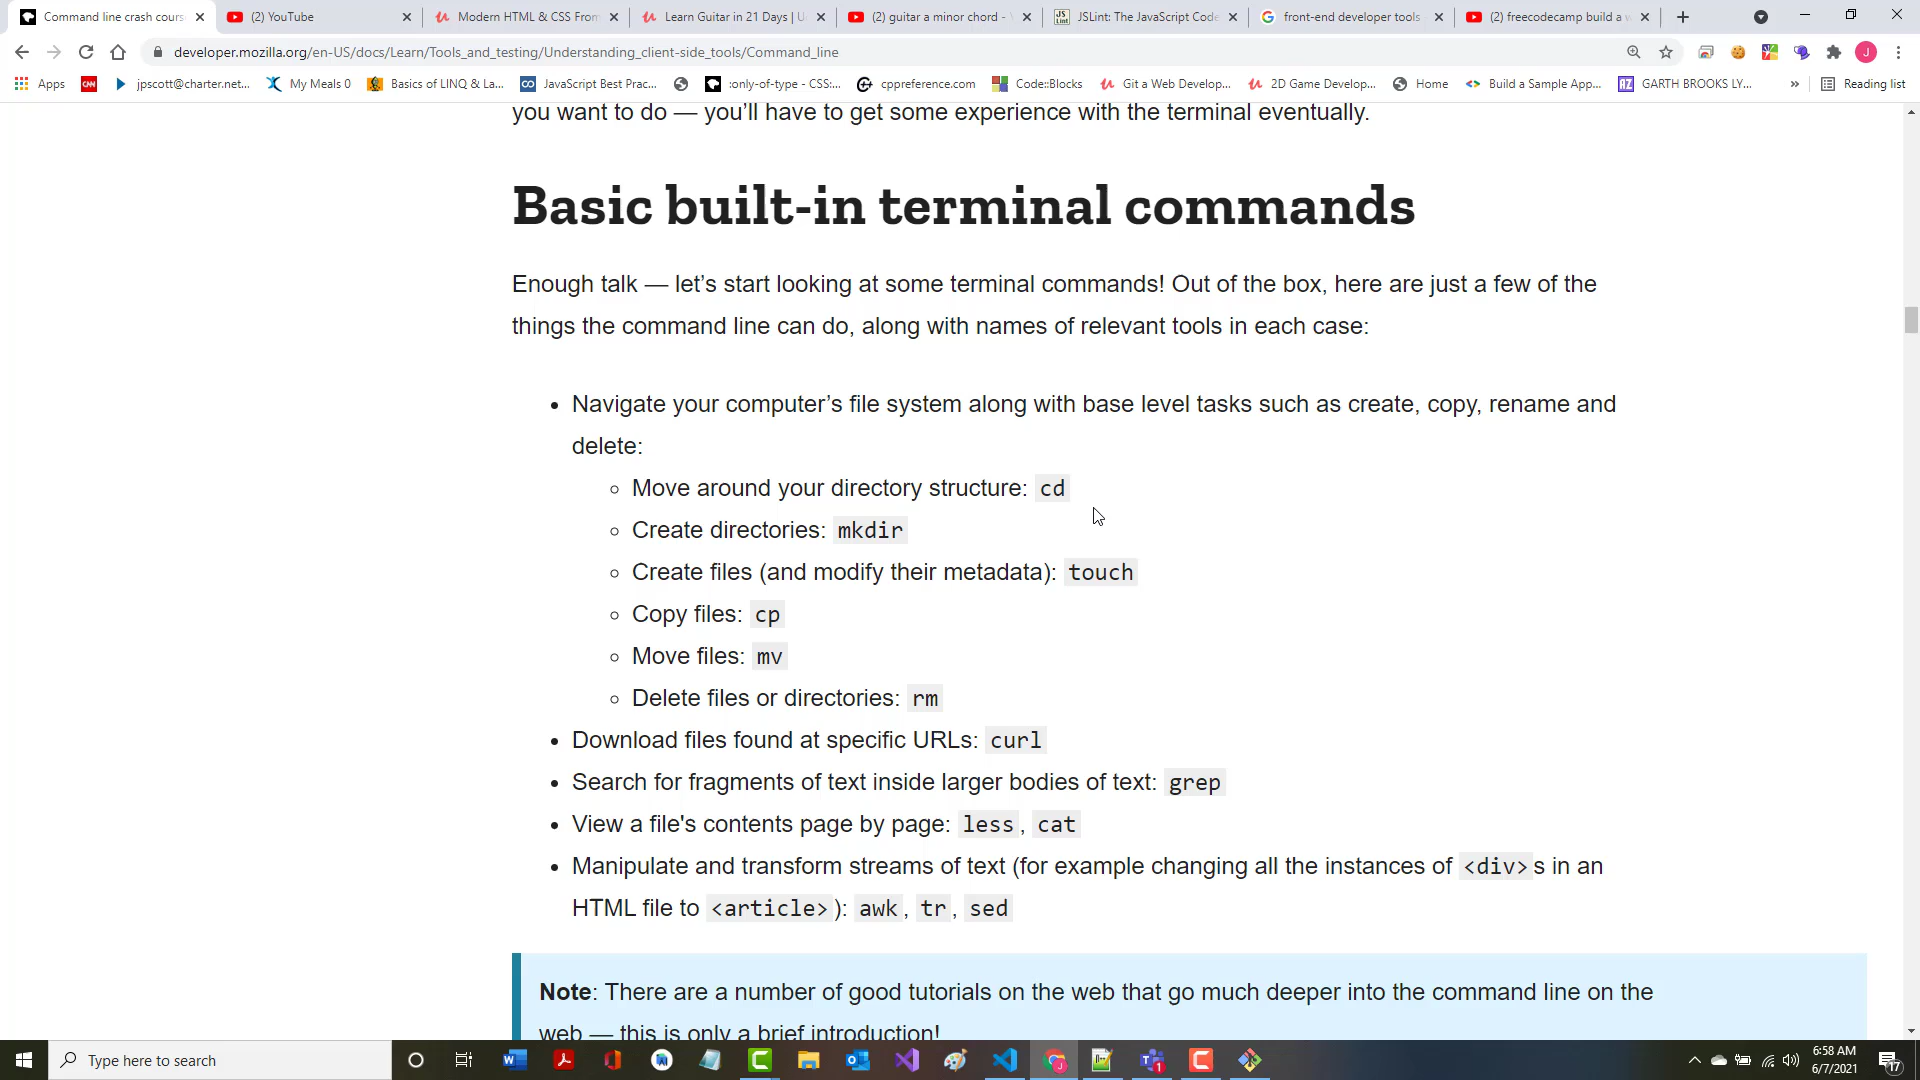 Command line crash cours
(2) YouTube
Modern HTML & CSS From
Learn Guitar in 21 Days | U
(2) guitar a minor chord -
JSLint: The JavaScript Code
front-end developer tools
(2) freecodecamp build a w
developer.mozilla.org/en-US/docs/Learn/Tools_and_testing/Understanding_client-side_tools/Command_line
J
Apps
CNN
jpscott@charter.net...
My Meals 0
Basics of LINQ & La...
JavaScript Best Prac...
:only-of-type - CSS:...
cppreference.com
Code::Blocks
Git a Web Develop...
2D Game Develop...
Home
Build a Sample App...
AZ
GARTH BROOKS LY...
»
Reading list
you want to do — you’ll have to get some experience with the terminal eventually.
Basic built-in terminal commands
Enough talk — let’s start looking at some terminal commands! Out of the box, here are just a few of the
things the command line can do, along with names of relevant tools in each case:
• Navigate your computer’s file system along with base level tasks such as create, copy, rename and
delete:
◦ Move around your directory structure: cd
◦ Create directories: mkdir
◦ Create files (and modify their metadata): touch
◦ Copy files: cp
◦ Move files: mv
◦ Delete files or directories: rm
• Download files found at specific URLs: curl
• Search for fragments of text inside larger bodies of text: grep
• View a file's contents page by page: less, cat
• Manipulate and transform streams of text (for example changing all the instances of <div>s in an
HTML file to <article>): awk, tr, sed
Note: There are a number of good tutorials on the web that go much deeper into the command line on the
web — this is only a brief introduction!
Type here to search
6:58 AM
6/7/2021
17